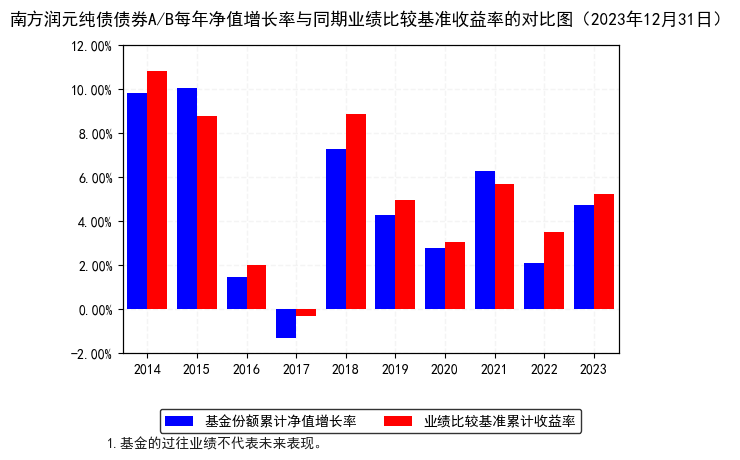 南方润元纯债债券A/B每年净值增长率与同期业绩比较基准收益率的对比图（2023年12月31日）
12.00%
10.00%
8.00%
6.00%
4.00%
2.00%
0.00%
-2.00%
2014 2015 2016 2017 2018 2019 2020 2021 2022 2023
基金份额累计净值增长率 业绩比较基准累计收益率
1.基金的过往业绩不代表未来表现。